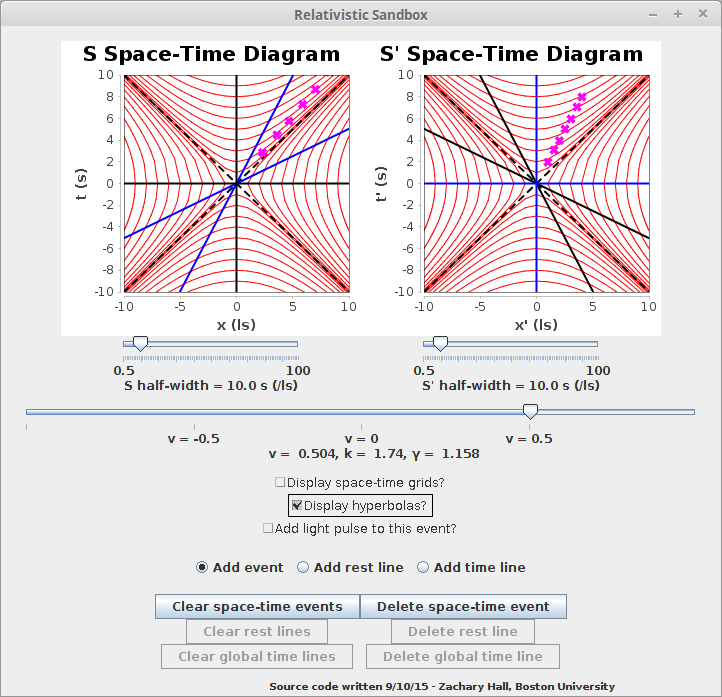 Relativistic Sandbox
S Space-Time Diagram
10
8
6
4
2
0
-2
-4
-6
-8
-10
t (s)
-10 -5 0 5 10
x (ls)
S' Space-Time Diagram
10
8
6
4
2
0
-2
-4
-6
-8
-10
t' (s)
-10 -5 0 5 10
x' (ls)
0.5 100
S half-width = 10.0 s (/ls)
0.5 100
S' half-width = 10.0 s (/ls)
v = -0.5 v = 0 v = 0.5
v = 0.504, k = 1.74, γ = 1.158
Display space-time grids?
Display hyperbolas?
Add light pulse to this event?
Add event Add rest line Add time line
Clear space-time events Delete space-time event
Clear rest lines Delete rest line
Clear global time lines Delete global time line
Source code written 9/10/15 - Zachary Hall, Boston University